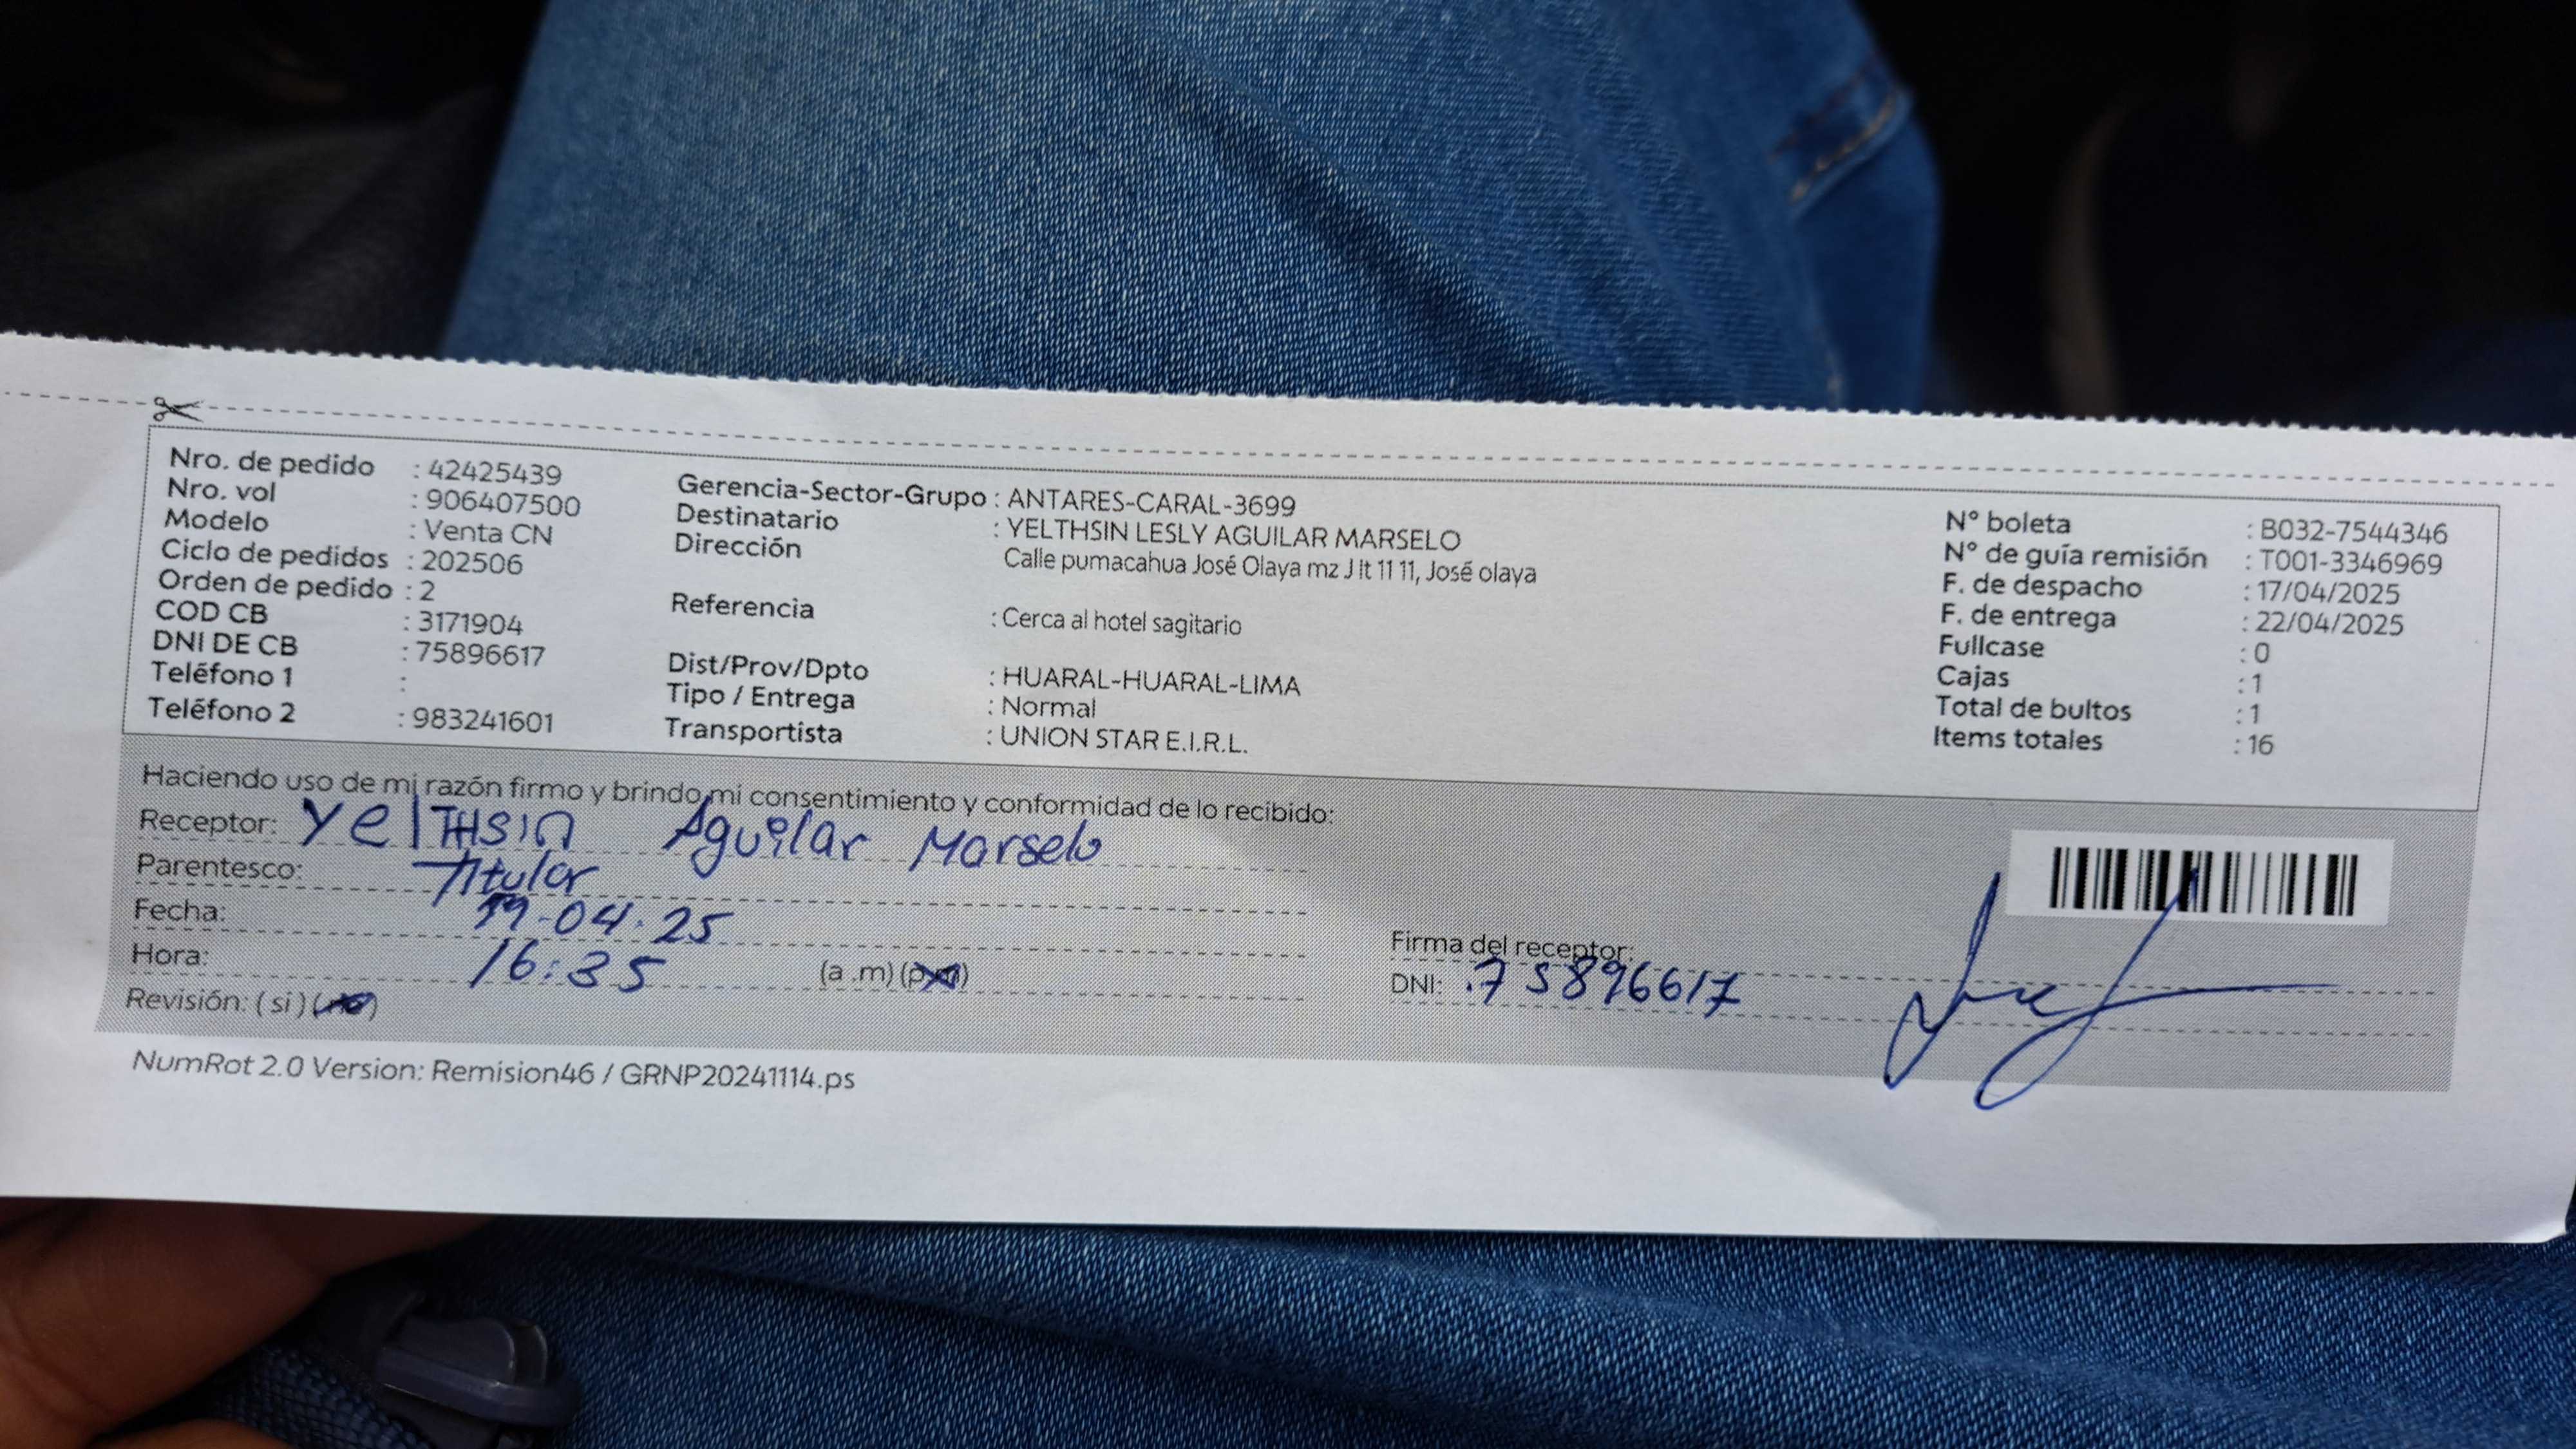 Nro. de pedido : 42425439
Nro. vol : 906407500
Modelo : Venta CN
Ciclo de pedidos : 202506
Orden de pedido : 2
COD CB : 3171904
DNI DE CB : 75896617
Teléfono 1 :
Teléfono 2 : 983241601
Gerencia-Sector-Grupo : ANTARES-CARAL-3699
Destinatario : YELTHSIN LESLY AGUILAR MARSELO
Dirección Calle pumacahua José Olaya mz J lt 11 11, José olaya
Referencia : Cerca al hotel sagitario
Dist/Prov/Dpto : HUARAL-HUARAL-LIMA
Tipo / Entrega : Normal
Transportista : UNION STAR E.I.R.L.
N° boleta : B032-7544346
N° de guía remisión : T001-3346969
F. de despacho : 17/04/2025
F. de entrega : 22/04/2025
Fullcase : 0
Cajas : 1
Total de bultos : 1
Items totales : 16
Haciendo uso de mi razón firmo y brindo mi consentimiento y conformidad de lo recibido:
Receptor: Yelthsin Aguilar Marselo
Parentesco: Titular
Fecha: 19-04-25
Hora: 16:35 (a .m) (p.m)
Revisión: ( si ) (no)
Firma del receptor:
DNI: 75896617
NumRot 2.0 Version: Remision46 / GRNP20241114.ps